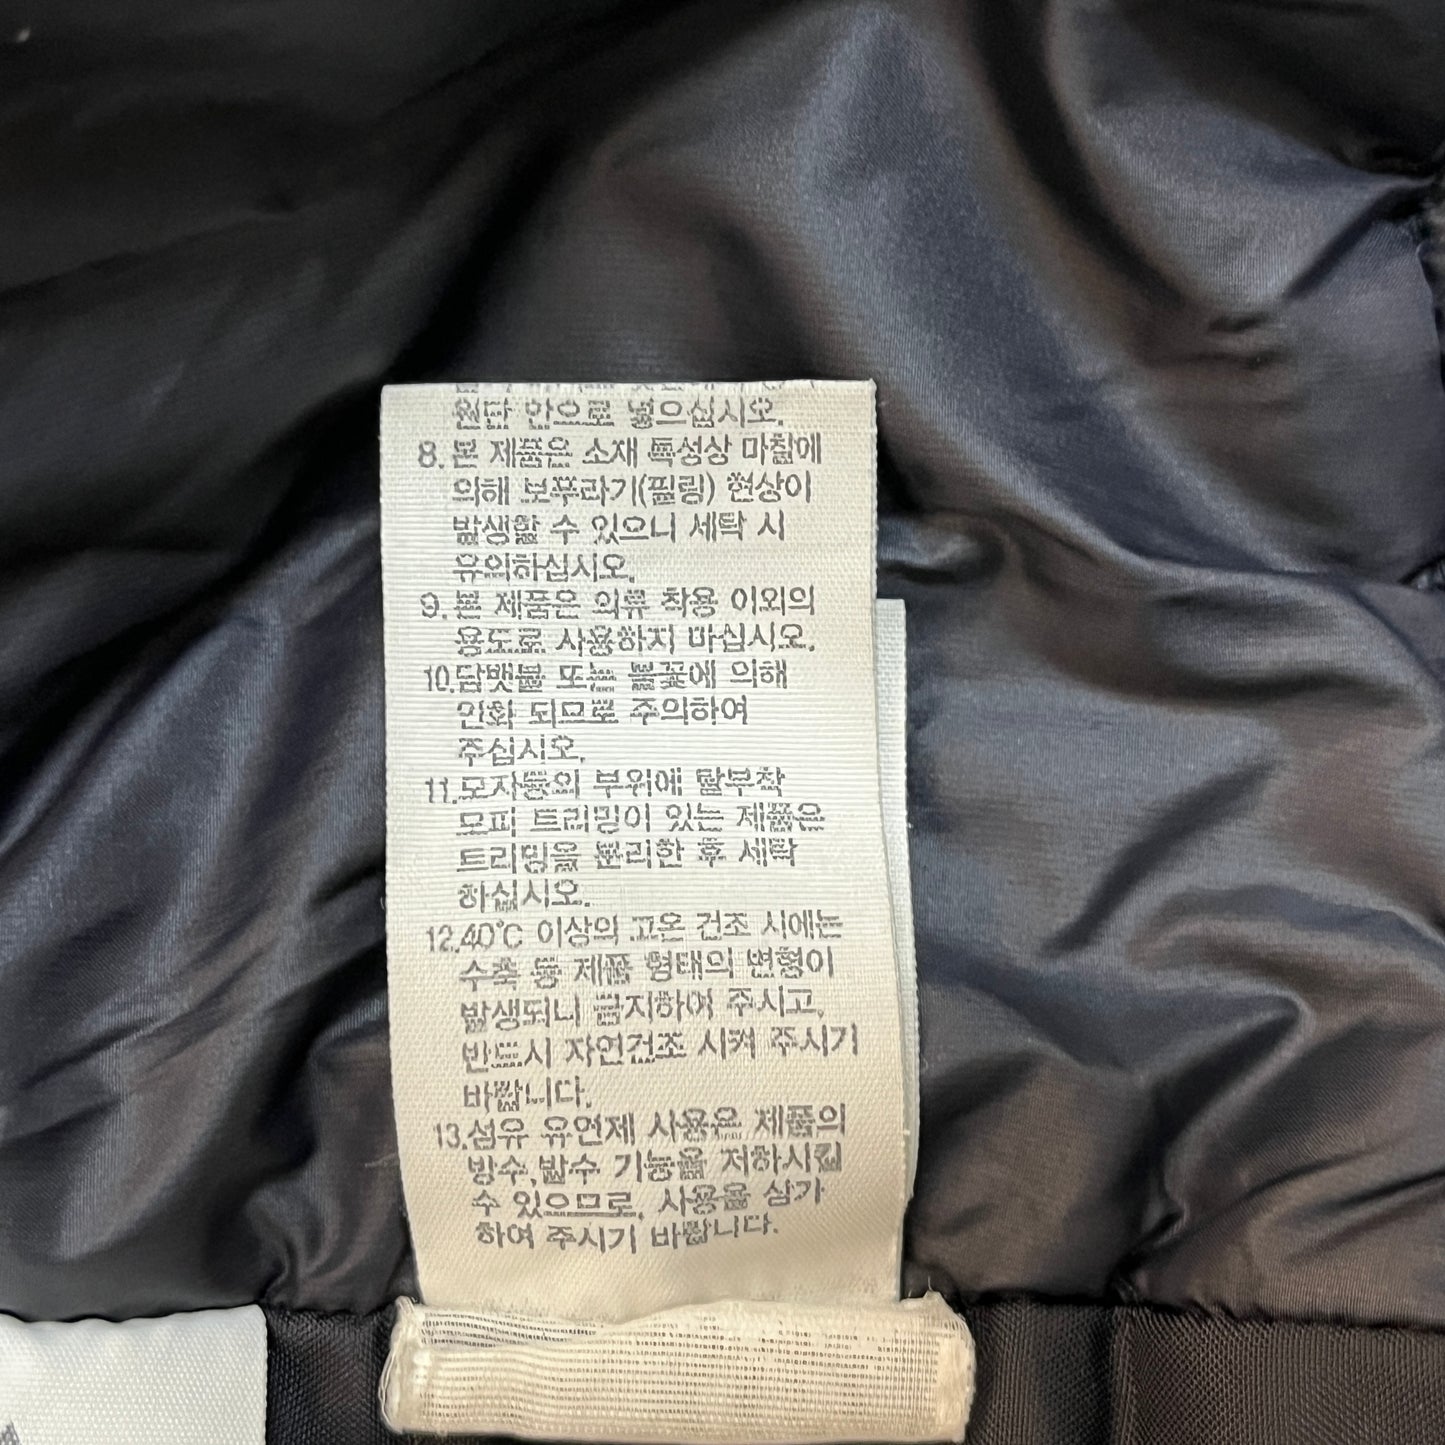 원단 안으로 넣으십시오.
8.본 제품은 소재 특성상 마찰에
의해 보푸라기(필링) 현상이
발생할 수 있으니 세탁 시
유의하십시오.
9.본 제품은 의류 착용 이외의
용도로 사용하지 마십시오.
10.담뱃불 또는 불꽃에 의해
인화 되므로 주의하여
주십시오.
11.모자등의 부위에 탈부착
모피 트리밍이 있는 제품은
트리밍을 분리한 후 세탁
하십시오.
12.40℃ 이상의 고온 건조 시에는
수축 등 제품 형태의 변형이
발생되니 금지하여 주시고,
반드시 자연건조 시켜 주시기
바랍니다.
13.섬유 유연제 사용은 제품의
방수,발수 기능을 저하시킬
수 있으므로, 사용을 삼가
하여 주시기 바랍니다.